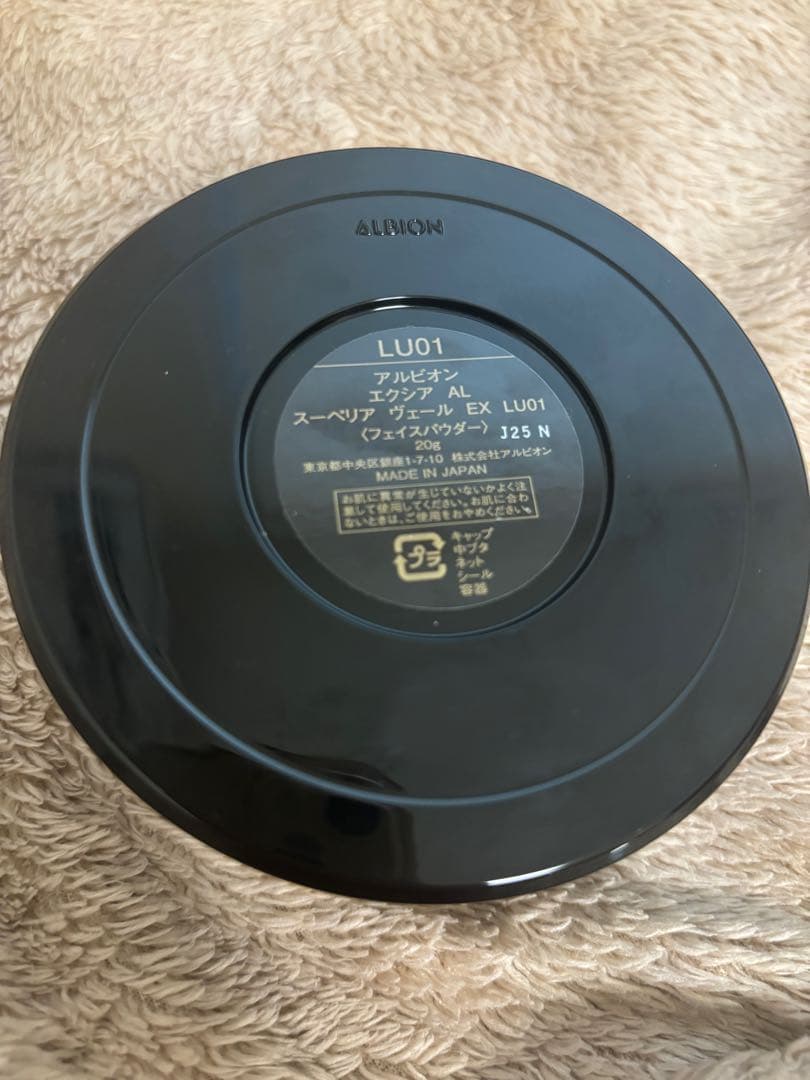 ALBION
LU01
アルビオン
エクシア AL
スーペリア ヴェール EX LU01
〈フェイスパウダー〉 J25 N
20g
東京都中央区銀座1-7-10 株式会社アルビオン
MADE IN JAPAN
お肌に異常が生じていないかよく注
意して使用してください。お肌に合わ
ないときは、ご使用をおやめください。
プラ
キャップ
中ブタ
ネット
シール
容器